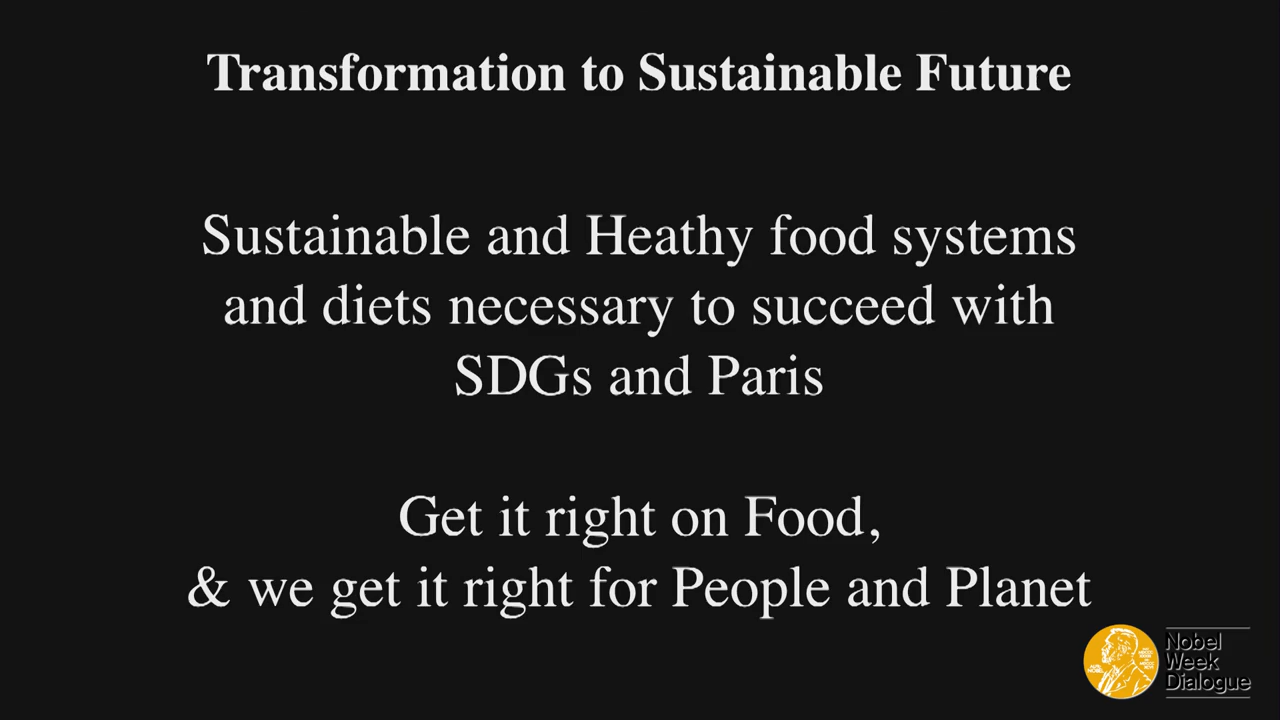 Transformation to Sustainable Future
Sustainable and Heathy food systems
and diets necessary to succeed with
SDGs and Paris
Get it right on Food,
& we get it right for People and Planet
Nobel
Week
Dialogue